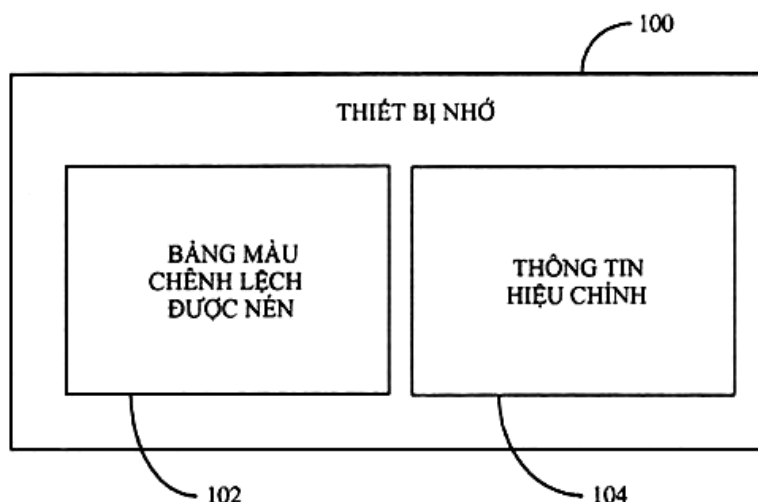 100
THIẾT BỊ NHỚ
BẢNG MÀU
CHÊNH LỆCH
ĐƯỢC NÉN
THÔNG TIN
HIỆU CHỈNH
102
104